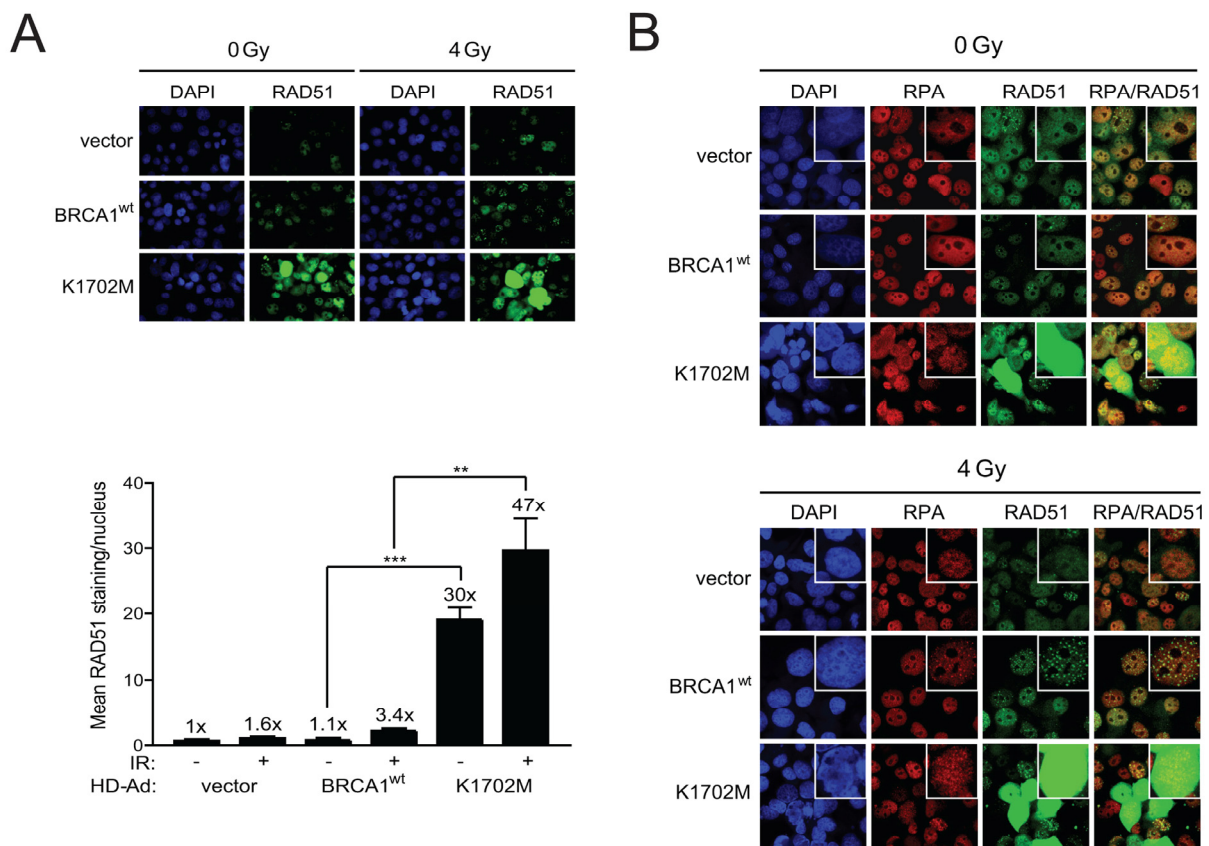 A
0 Gy 4 Gy
DAPI RAD51 DAPI RAD51
vector
BRCA1wt
K1702M
Mean RAD51 staining/nucleus
40
30
20
10
0
1x 1.6x 1.1x 3.4x 30x 47x
***
**
IR: - + - + - +
HD-Ad: vector BRCA1wt K1702M
B
0 Gy
DAPI RPA RAD51 RPA/RAD51
vector
BRCA1wt
K1702M
4 Gy
DAPI RPA RAD51 RPA/RAD51
vector
BRCA1wt
K1702M